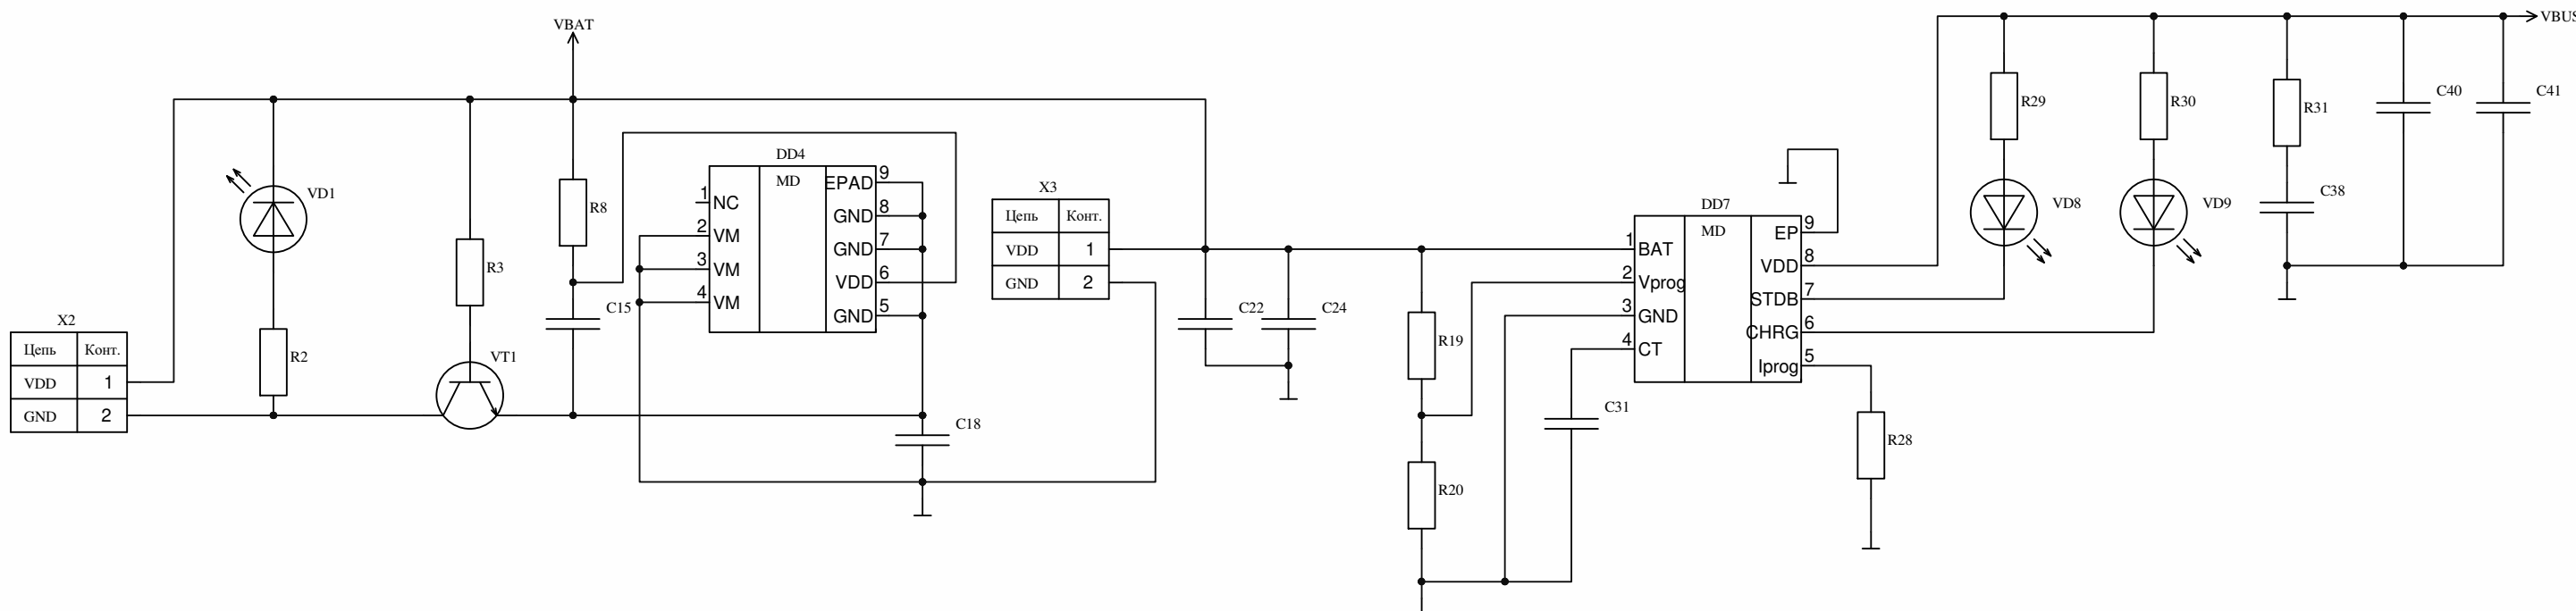 VBAT
VBUS
VD1
R2
R3
VT1
R8
C15
X2
Цепь Конт.
VDD 1
GND 2
DD4
MD
1 NC
2 VM
3 VM
4 VM
EPAD 9
GND 8
GND 7
VDD 6
GND 5
C18
X3
Цепь Конт.
VDD 1
GND 2
C22
C24
R19
R20
C31
DD7
MD
1 BAT
2 Vprog
3 GND
4 CT
EP 9
VDD 8
STDB 7
CHRG 6
Iprog 5
R28
R29
VD8
R30
VD9
R31
C38
C40
C41